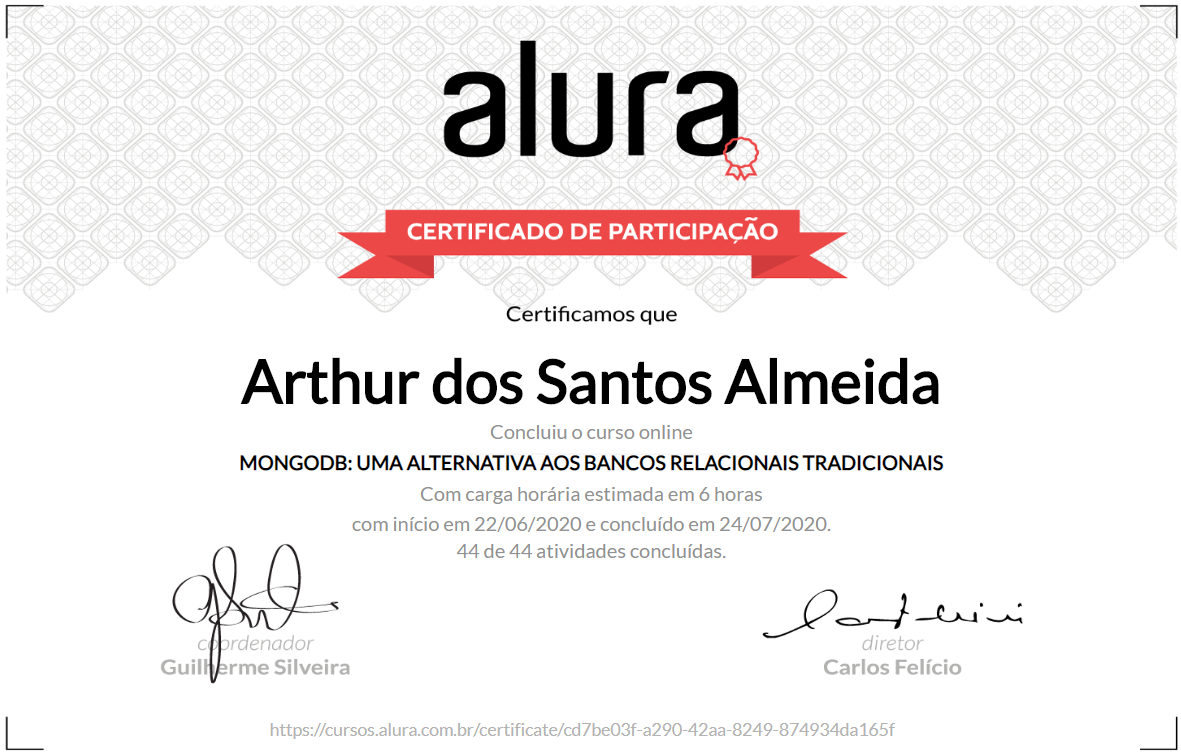 alura
CERTIFICADO DE PARTICIPAÇÃO
Certificamos que
Arthur dos Santos Almeida
Concluiu o curso online
MONGODB: UMA ALTERNATIVA AOS BANCOS RELACIONAIS TRADICIONAIS
Com carga horária estimada em 6 horas
com início em 22/06/2020 e concluído em 24/07/2020.
44 de 44 atividades concluídas.
coordenador
Guilherme Silveira
diretor
Carlos Felício
https://cursos.alura.com.br/certificate/cd7be03f-a290-42aa-8249-874934da165f